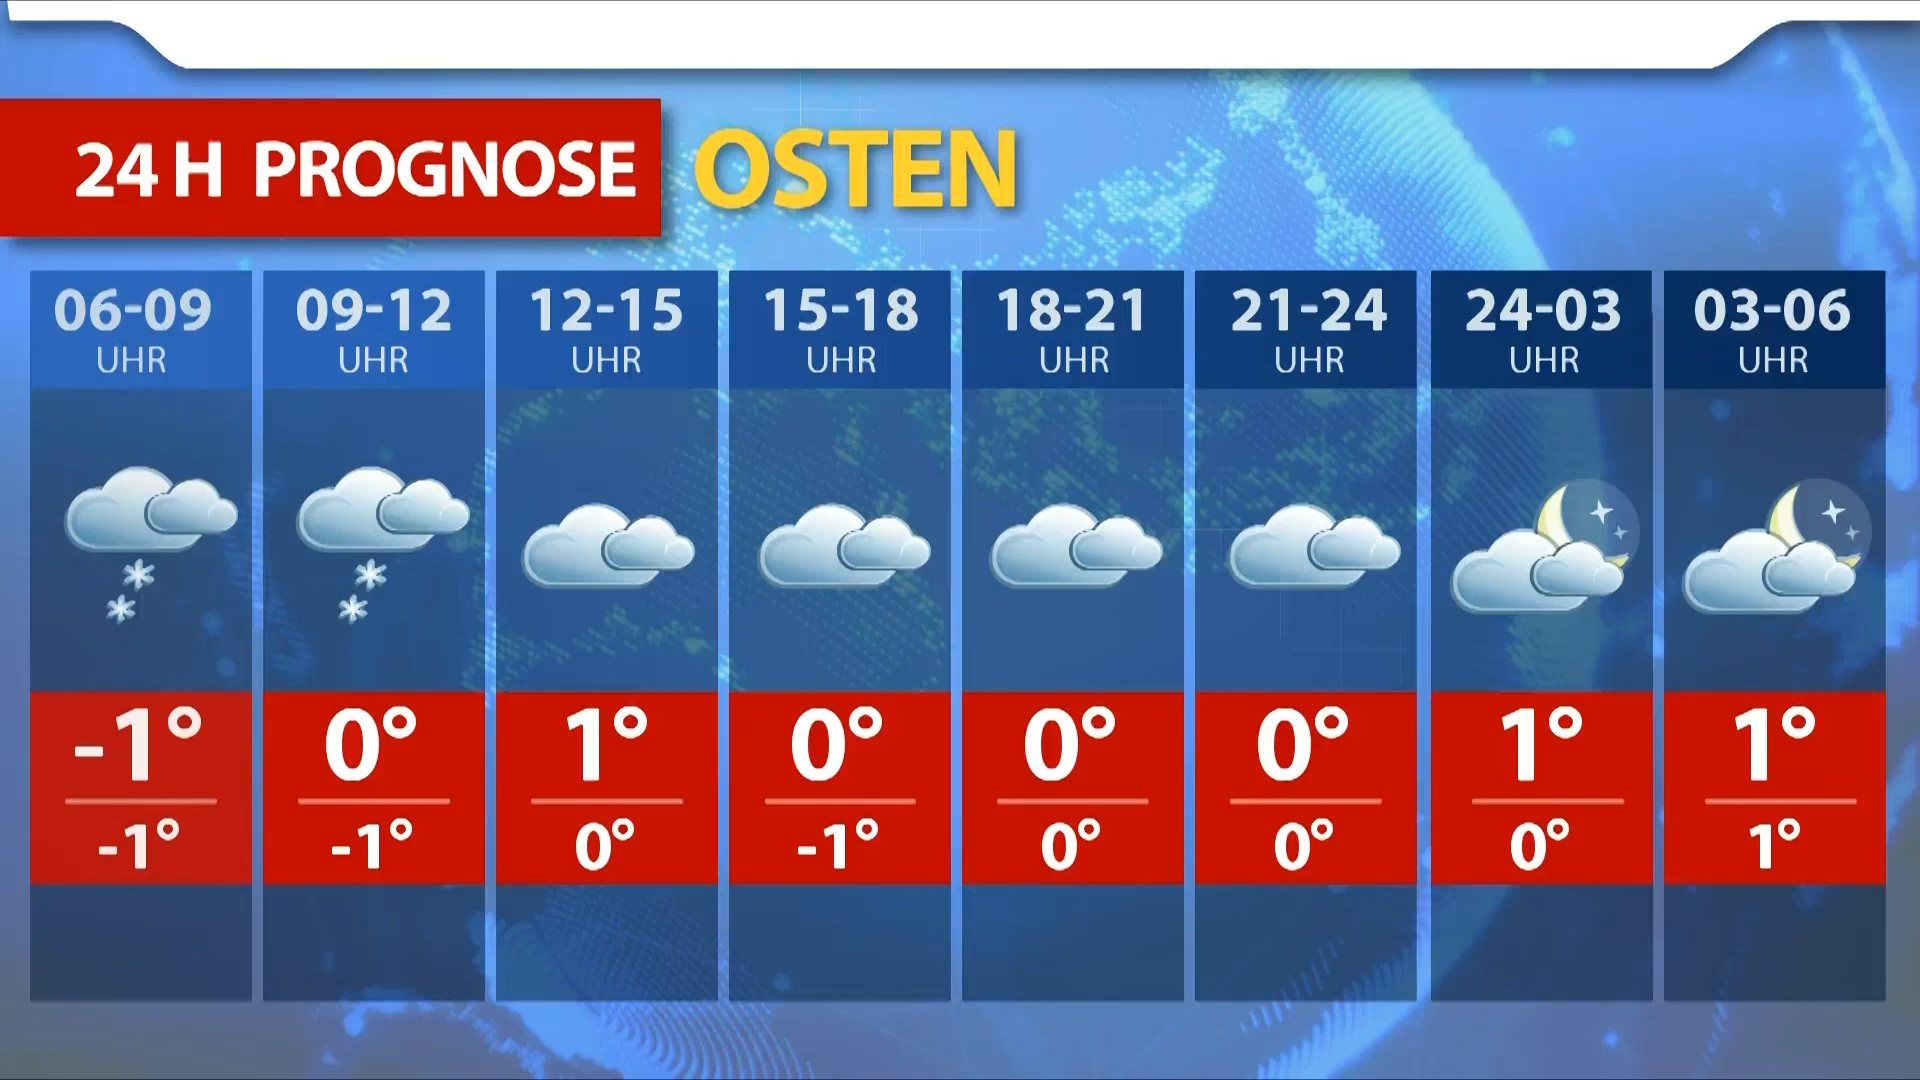 24 H PROGNOSE OSTEN
06-09 09-12 12-15 15-18 18-21 21-24 24-03 03-06
UHR UHR UHR UHR UHR UHR UHR UHR
-1° 0° 1° 0° 0° 0° 1° 1°
-1° -1° 0° -1° 0° 0° 0° 1°